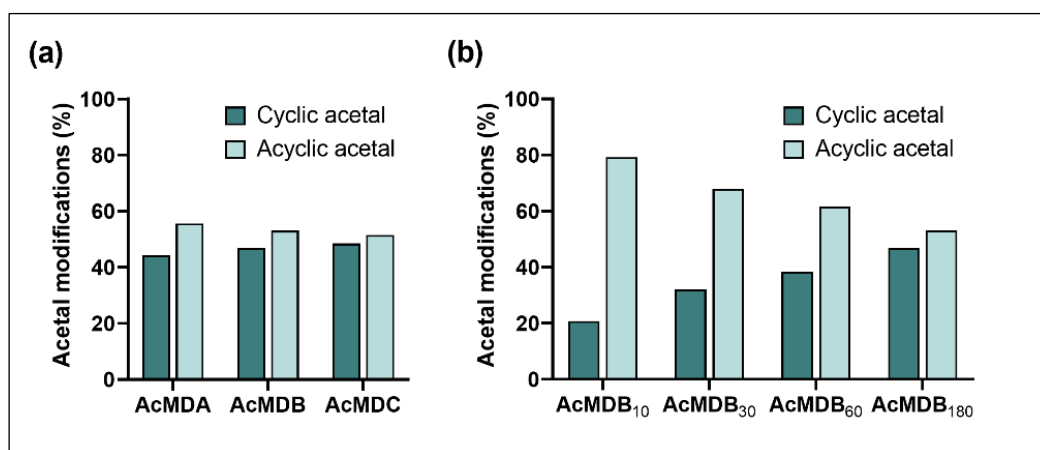 (a)
Acetal modifications (%)
100
80
60
40
20
0
Cyclic acetal
Acyclic acetal
AcMDA AcMDB AcMDC
(b)
Acetal modifications (%)
100
80
60
40
20
0
Cyclic acetal
Acyclic acetal
AcMDB₁₀ AcMDB₃₀ AcMDB₆₀ AcMDB₁₈₀